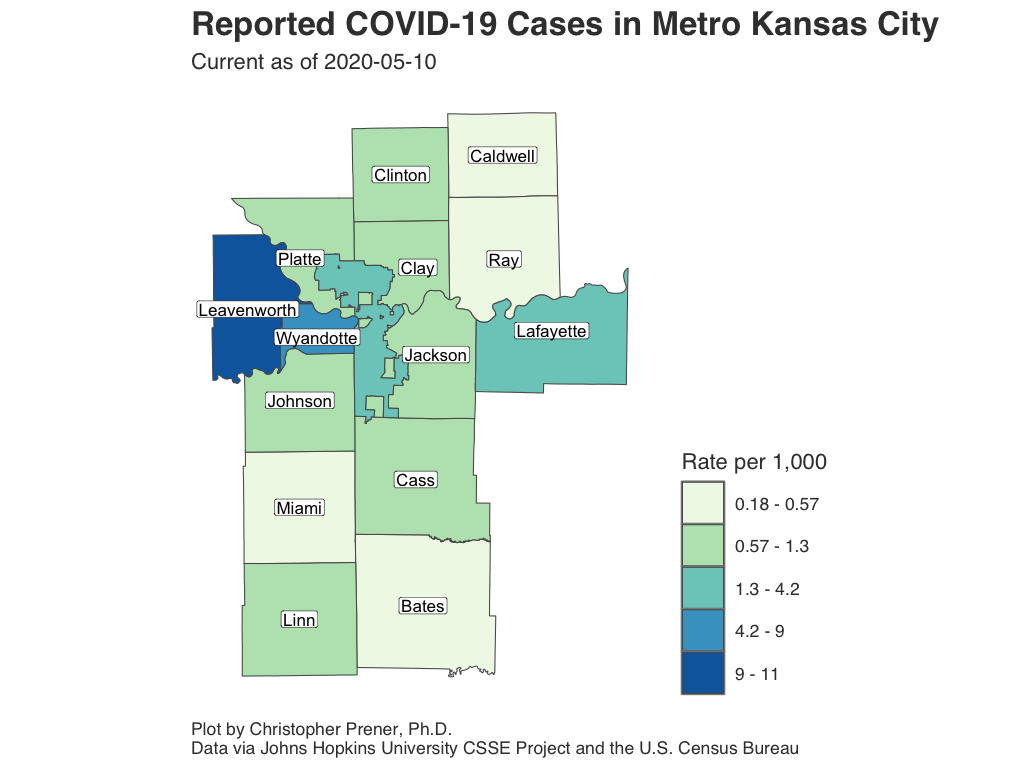 Reported COVID-19 Cases in Metro Kansas City
Current as of 2020-05-10
Caldwell
Clinton
Platte
Clay
Ray
Leavenworth
Wyandotte
Lafayette
Jackson
Johnson
Cass
Miami
Bates
Linn
Rate per 1,000
0.18 - 0.57
0.57 - 1.3
1.3 - 4.2
4.2 - 9
9 - 11
Plot by Christopher Prener, Ph.D.
Data via Johns Hopkins University CSSE Project and the U.S. Census Bureau